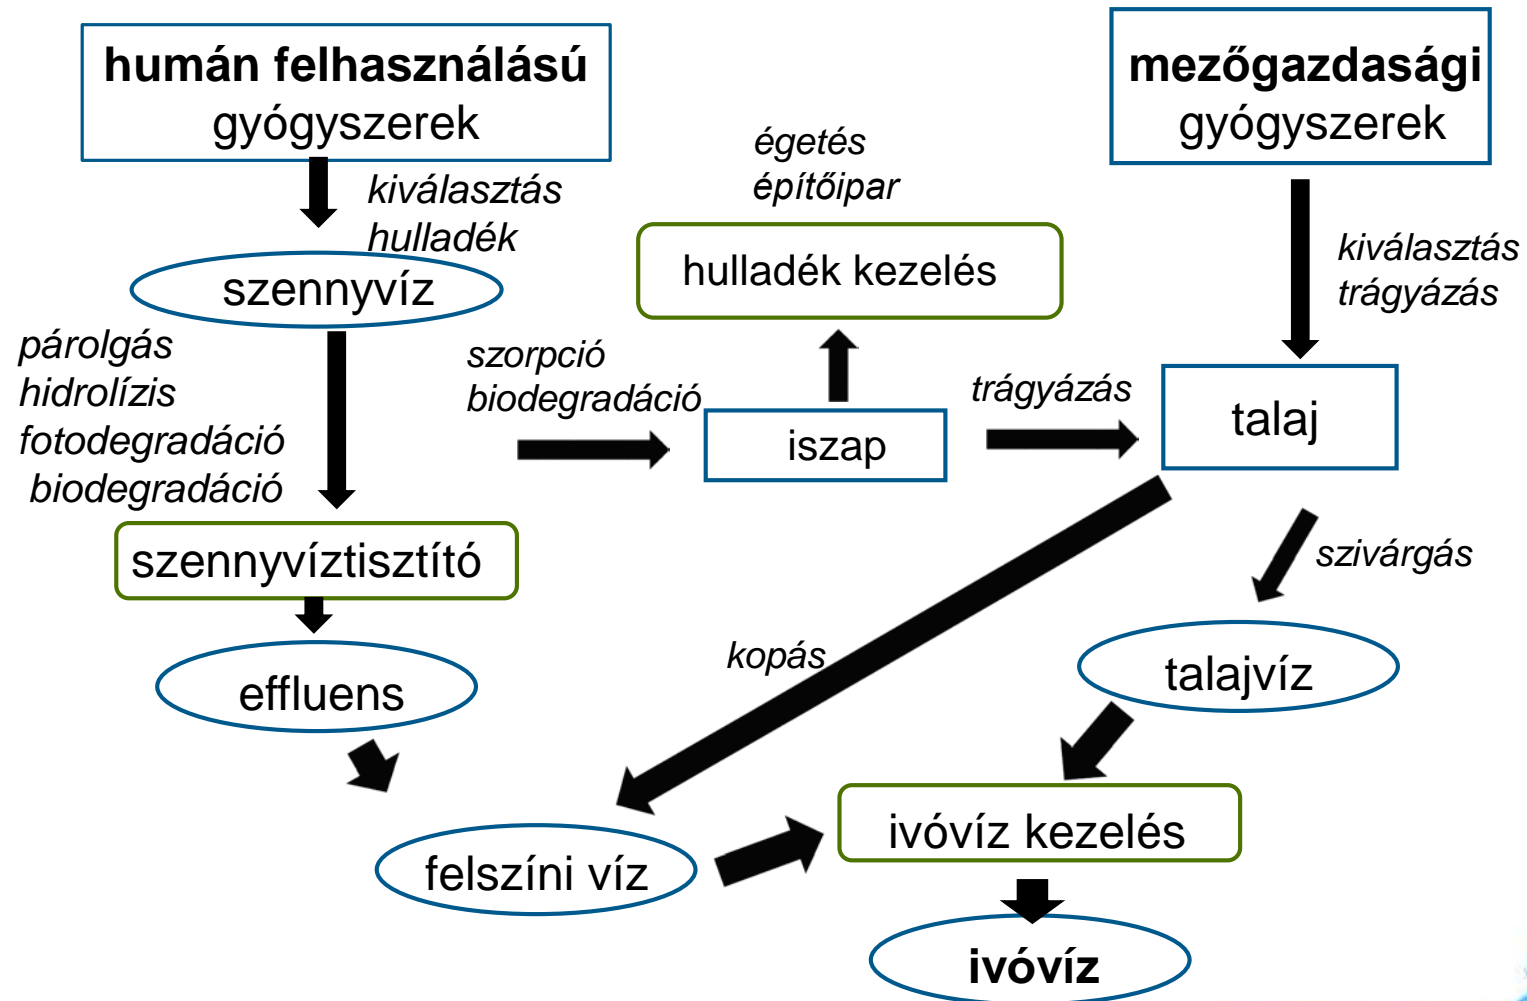 humán felhasználású
gyógyszerek
mezőgazdasági
gyógyszerek
égetés
építőipar
kiválasztás
hulladék
hulladék kezelés
kiválasztás
trágyázás
szennyvíz
párolgás
hidrolízis
fotodegradáció
biodegradáció
szorpció
biodegradáció
trágyázás
iszap
talaj
szennyvíztisztító
szivárgás
effluens
kopás
talajvíz
felszíni víz
ivóvíz kezelés
ivóvíz